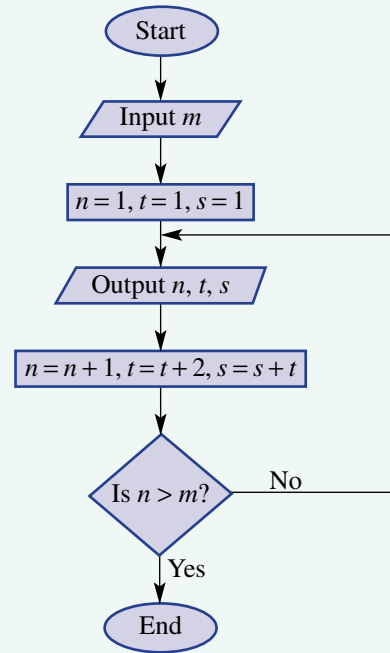 Start
Input m
n = 1, t = 1, s = 1
Output n, t, s
n = n + 1, t = t + 2, s = s + t
Is n > m?
No
Yes
End